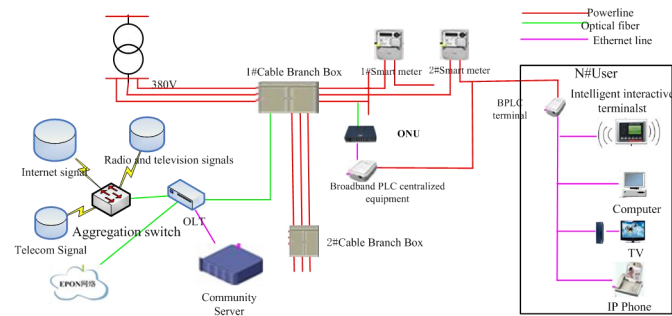 Powerline
Optical fiber
Ethernet line
380V
1#Cable Branch Box
1#Smart meter
2#Smart meter
N#User
BPLC
terminal
Intelligent interactive
terminalst
ONU
Broadband PLC centralized
equipment
Radio and television signals
Internet signal
OLT
Aggregation switch
Telecom Signal
2#Cable Branch Box
Computer
TV
EPON网络
Community
Server
IP Phone